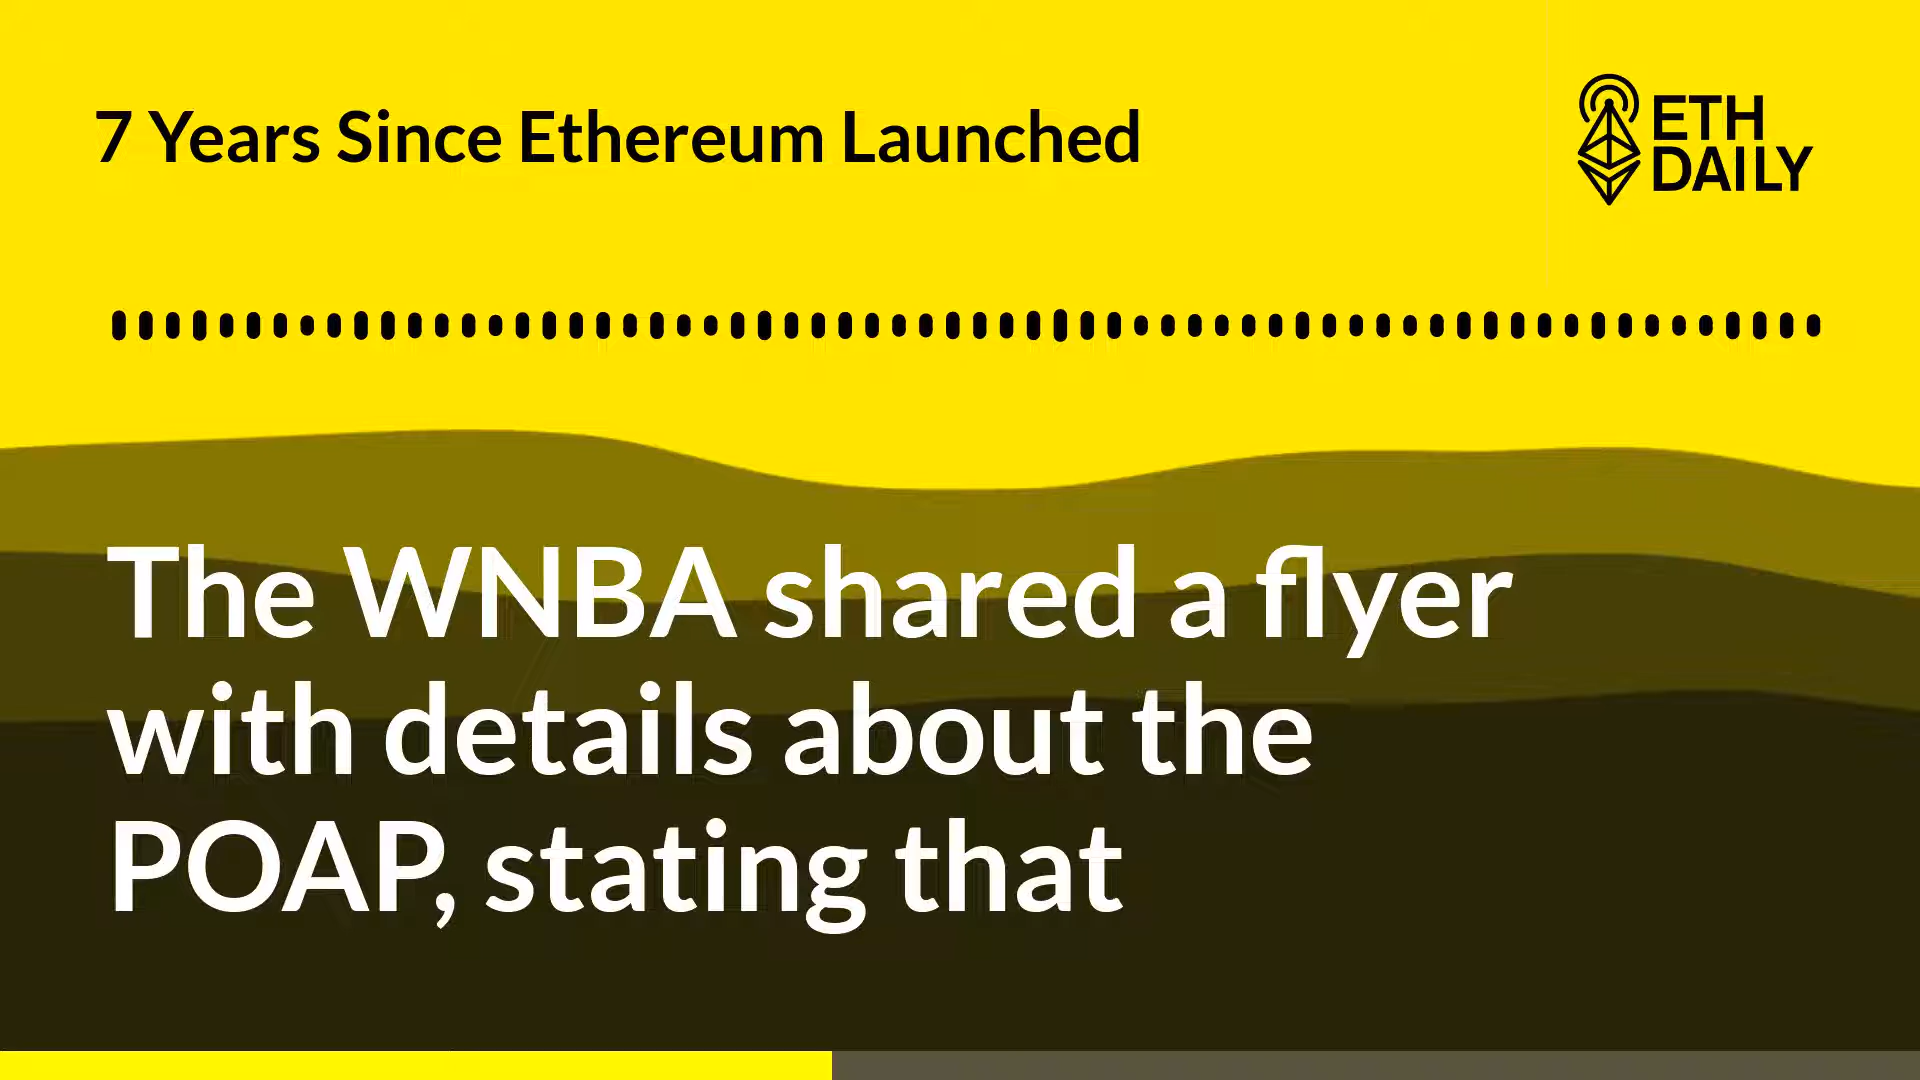 7 Years Since Ethereum Launched
ETH
DAILY
The WNBA shared a flyer
with details about the
POAP, stating that